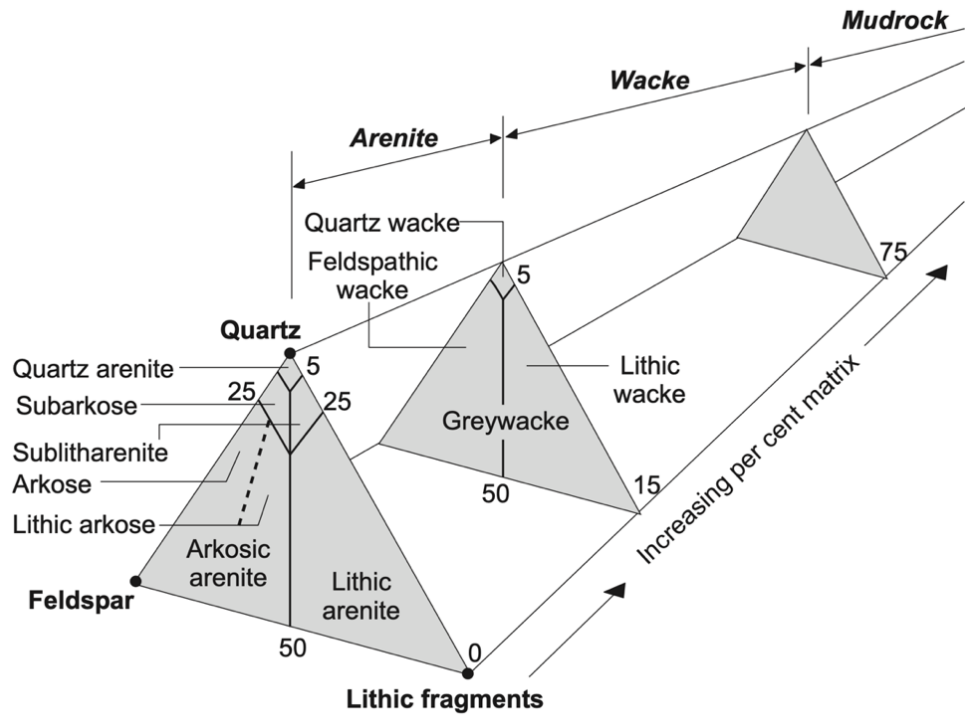 Mudrock
Wacke
Arenite
Quartz wacke
5
Feldspathic
wacke
75
Quartz
Lithic
wacke
Quartz arenite
5
25
25
Subarkose
Greywacke
Sublitharenite
Arkose
50
15
Lithic arkose
Increasing per cent matrix
Arkosic
arenite
Lithic
arenite
Feldspar
50
0
Lithic fragments